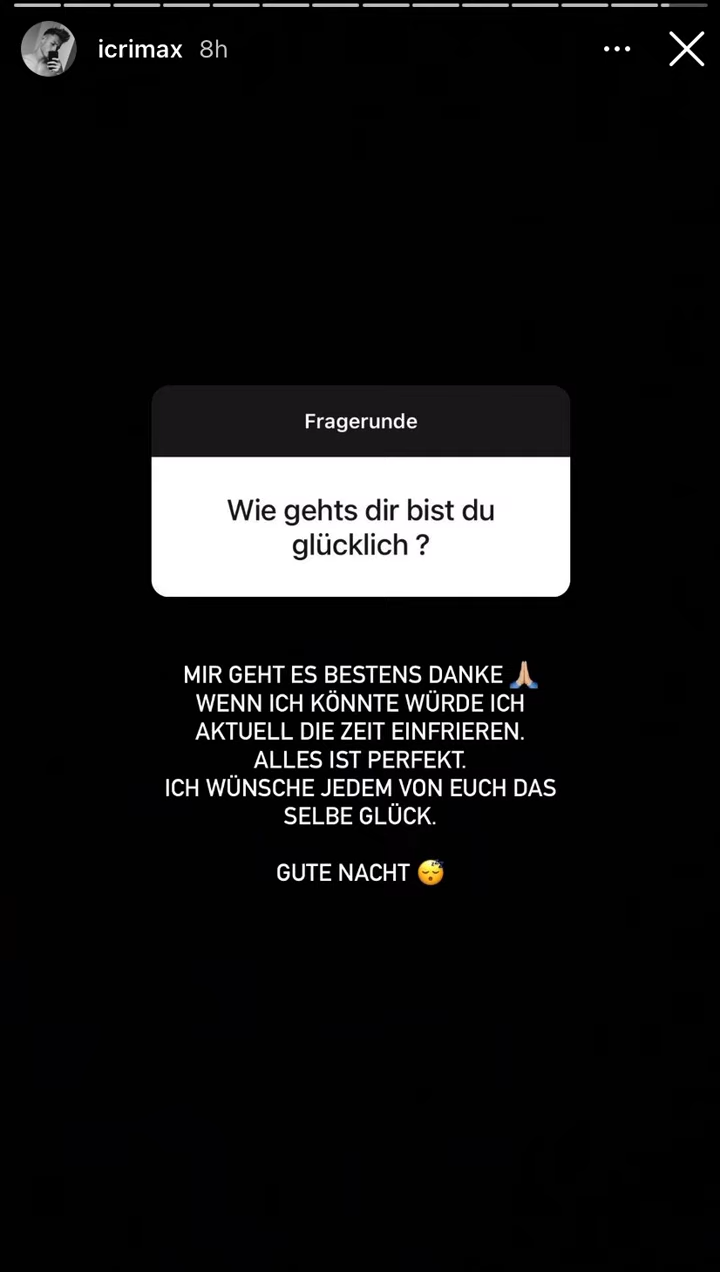 icrimax 8h
Fragerunde
Wie gehts dir bist du
glücklich ?
MIR GEHT ES BESTENS DANKE 🙏🏼
WENN ICH KÖNNTE WÜRDE ICH
AKTUELL DIE ZEIT EINFRIEREN.
ALLES IST PERFEKT.
ICH WÜNSCHE JEDEM VON EUCH DAS
SELBE GLÜCK.
GUTE NACHT 😴